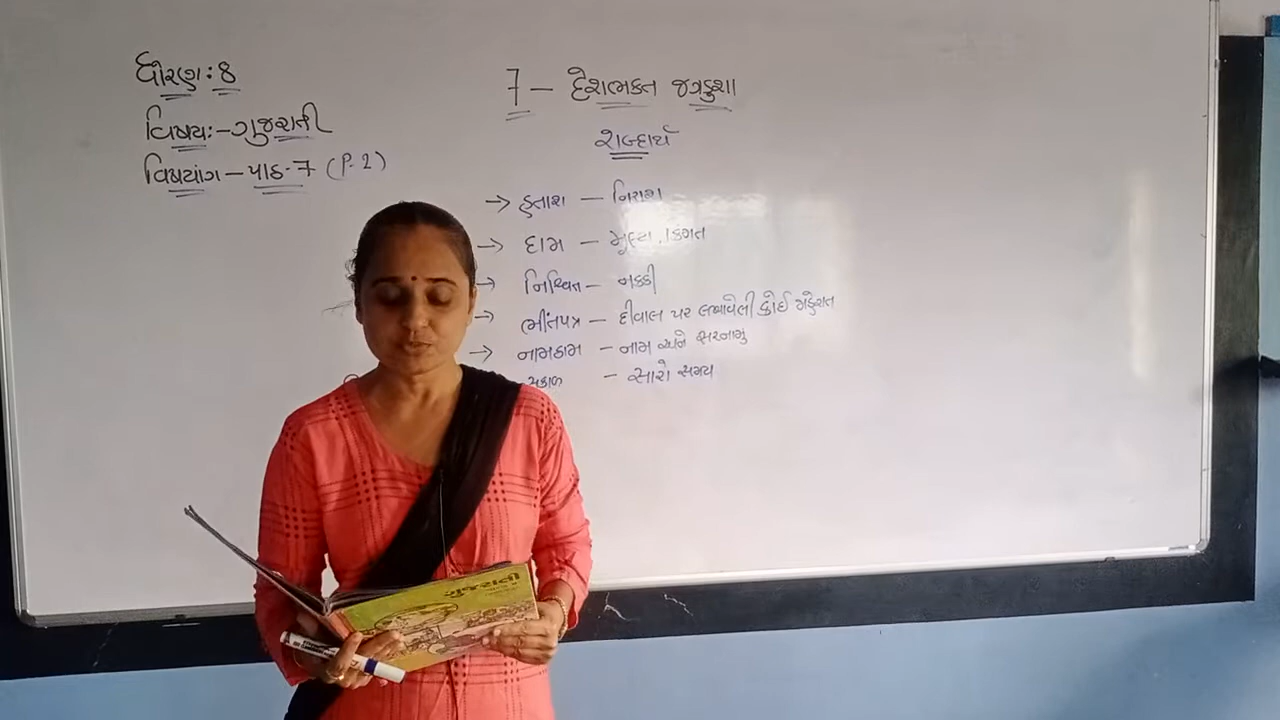 ધોરણ : 8
વિષય :- ગુજરાતી
વિષયાંગ – પાઠ - 7 (P-2)
7 – દેશભક્ત જગડુશા
શબ્દાર્થ
→ હતાશ – નિરાશ
→ દામ – મૂલ્ય, કિંમત
→ નિશ્ચિત – નક્કી
→ ભીંતપત્ર – દીવાલ પર લખાવેલી કોઈ જાહેરાત
→ નામઠામ – નામ અને સરનામું
સુકાળ – સારો સમય
ગુજરાતી